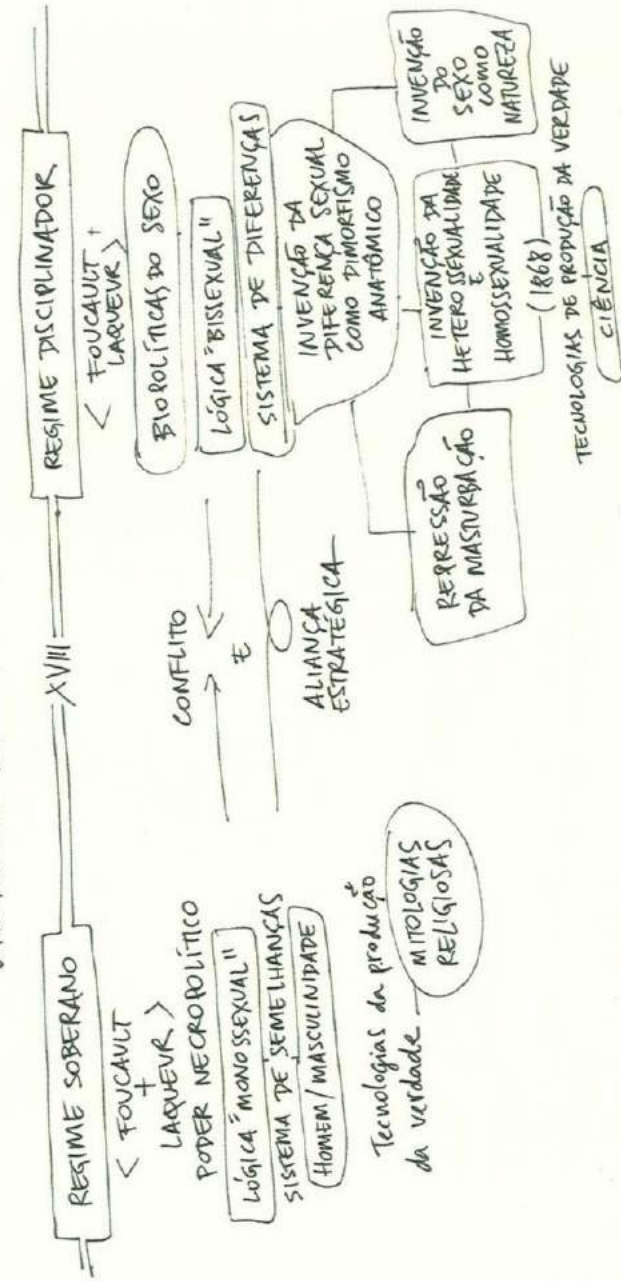 REGIME SOBERANO
< FOUCAULT
+
LAQUEUR >
PODER NECROPOLÍTICO
LÓGICA "MONOSSEXUAL"
SISTEMA DE SEMELHANÇAS
HOMEM / MASCULINIDADE
Tecnologias da produção
da verdade
MITOLOGIAS
RELIGIOSAS
XVIII
CONFLITO
E
ALIANÇA
ESTRATÉGICA
REGIME DISCIPLINADOR
< FOUCAULT +
LAQUEUR >
BIOPOLÍTICAS DO SEXO
LÓGICA "BISSEXUAL"
SISTEMA DE DIFERENÇAS
INVENÇÃO DA
DIFERENÇA SEXUAL
COMO DIMORFISMO
ANATÔMICO
REPRESSÃO
DA MASTURBAÇÃO
INVENÇÃO DA
HETEROSSEXUALIDADE
E
HOMOSSEXUALIDADE
(1868)
INVENÇÃO
DO
SEXO
COMO
NATUREZA
TECNOLOGIAS DE PRODUÇÃO DA VERDADE
CIÊNCIA